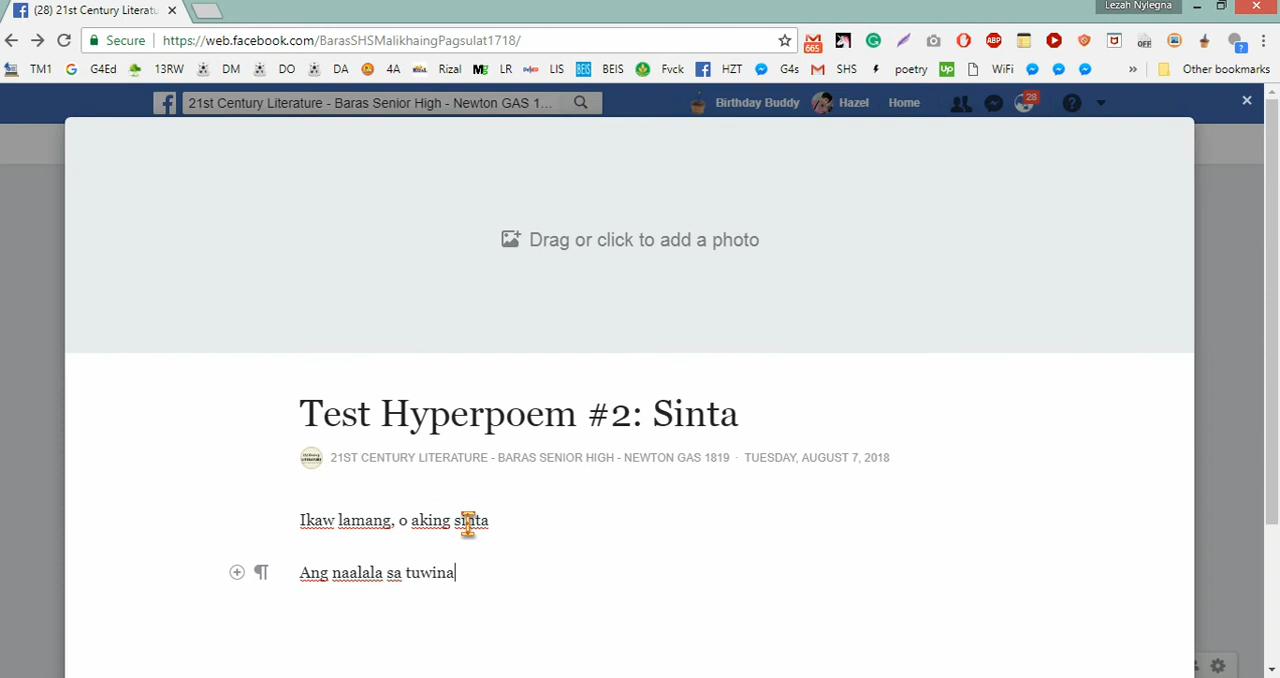 (28) 21st Century Literatu
Lezah Nylegna
Secure https://web.facebook.com/BarasSHSMalikhaingPagsulat1718/
665 ABP OFF ?
TM1 G4Ed 13RW DM DO DA 4A Rizal LR LIS BEIS Fvck HZT G4s SHS poetry WiFi » Other bookmarks
21st Century Literature - Baras Senior High - Newton GAS 1... Birthday Buddy Hazel Home 28
Drag or click to add a photo
Test Hyperpoem #2: Sinta
21ST CENTURY LITERATURE - BARAS SENIOR HIGH - NEWTON GAS 1819 · TUESDAY, AUGUST 7, 2018
Ikaw lamang, o aking sinta
Ang naalala sa tuwina